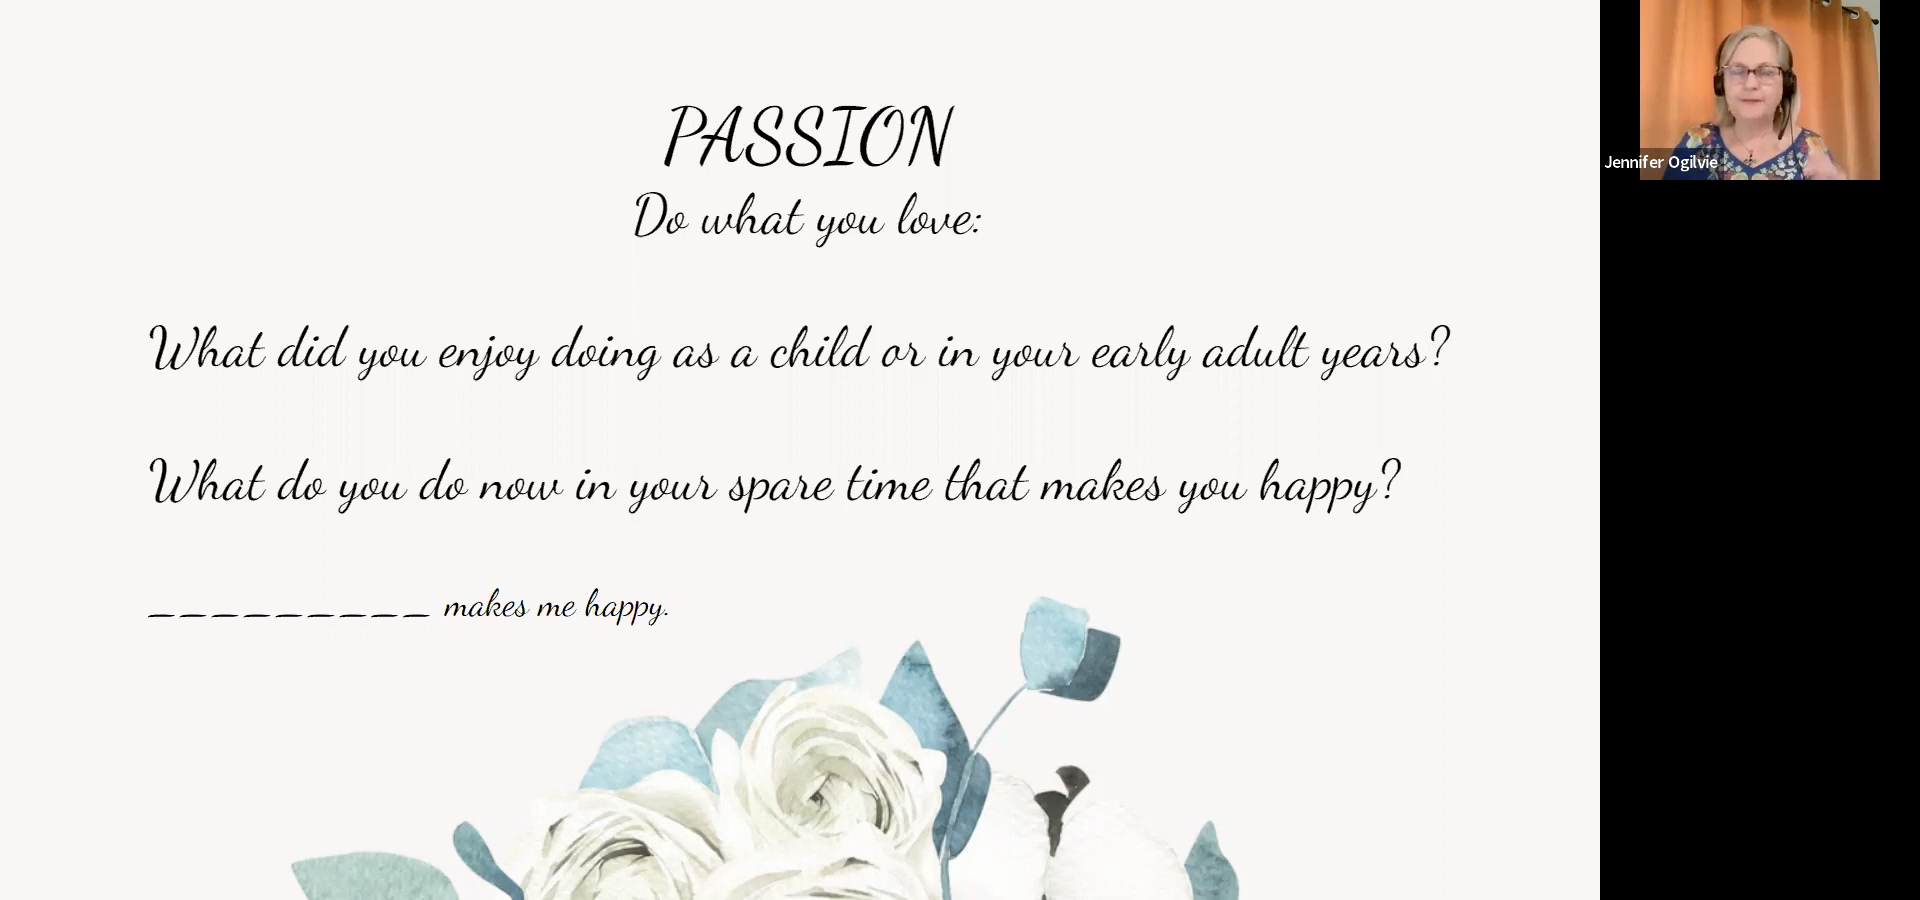 PASSION
Do what you love:
What did you enjoy doing as a child or in your early adult years?
What do you do now in your spare time that makes you happy?
_________ makes me happy.
Jennifer Ogilvie